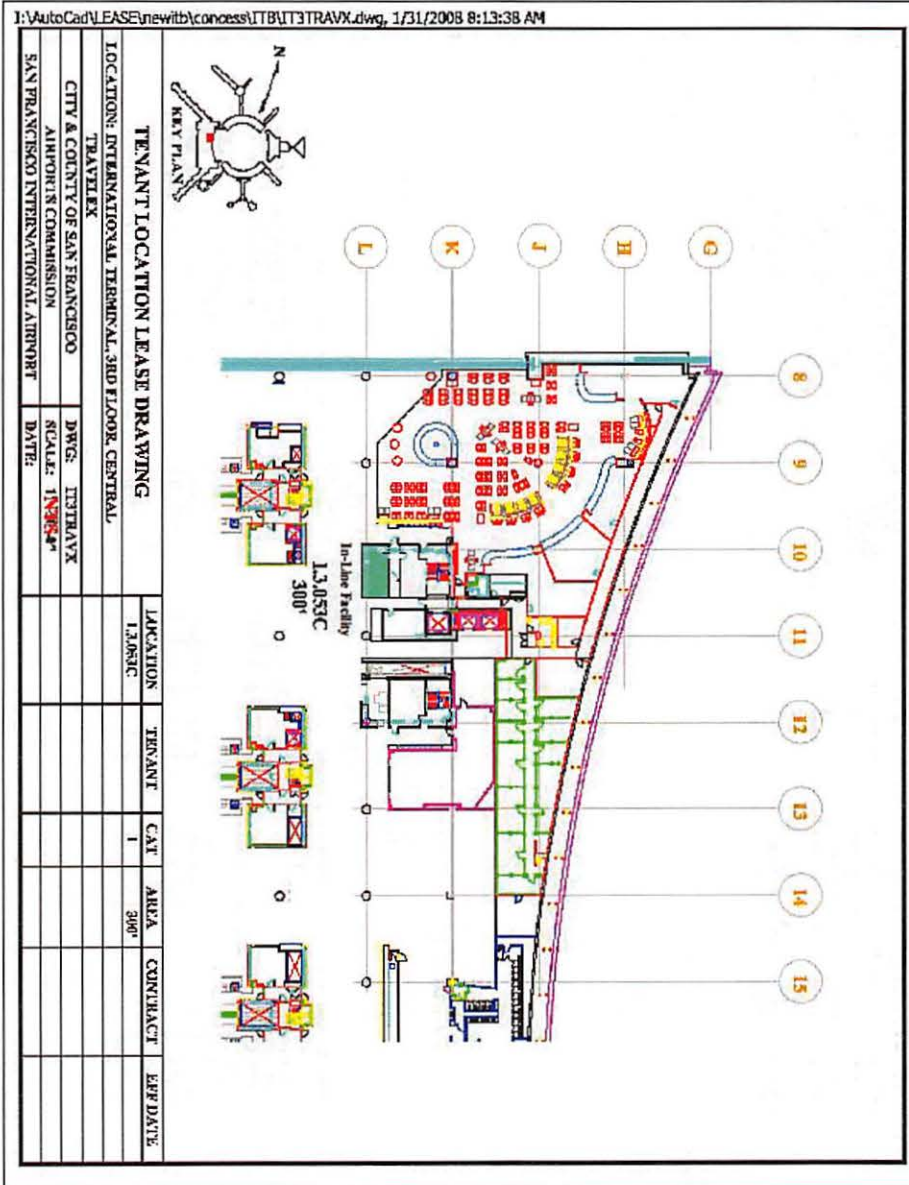 I:\AutoCad\LEASE\newitb\concess\ITB\IT3TRAVX.dwg, 1/31/2008 8:13:38 AM
N
KEY PLAN
G
H
J
K
L
8
9
10
11
12
13
14
15
In-Line Facility
I.3.053C
300'
TENANT LOCATION LEASE DRAWING
LOCATION: INTERNATIONAL TERMINAL, 3RD FLOOR, CENTRAL
TRAVELEX
CITY & COUNTY OF SAN FRANCISCO
AIRPORTS COMMISSION
SAN FRANCISCO INTERNATIONAL AIRPORT
DWG: IT3TRAVX
SCALE:
DATE:
LOCATION TENANT CAT AREA CONTRACT EFF DATE
I.3.053C 1 300'